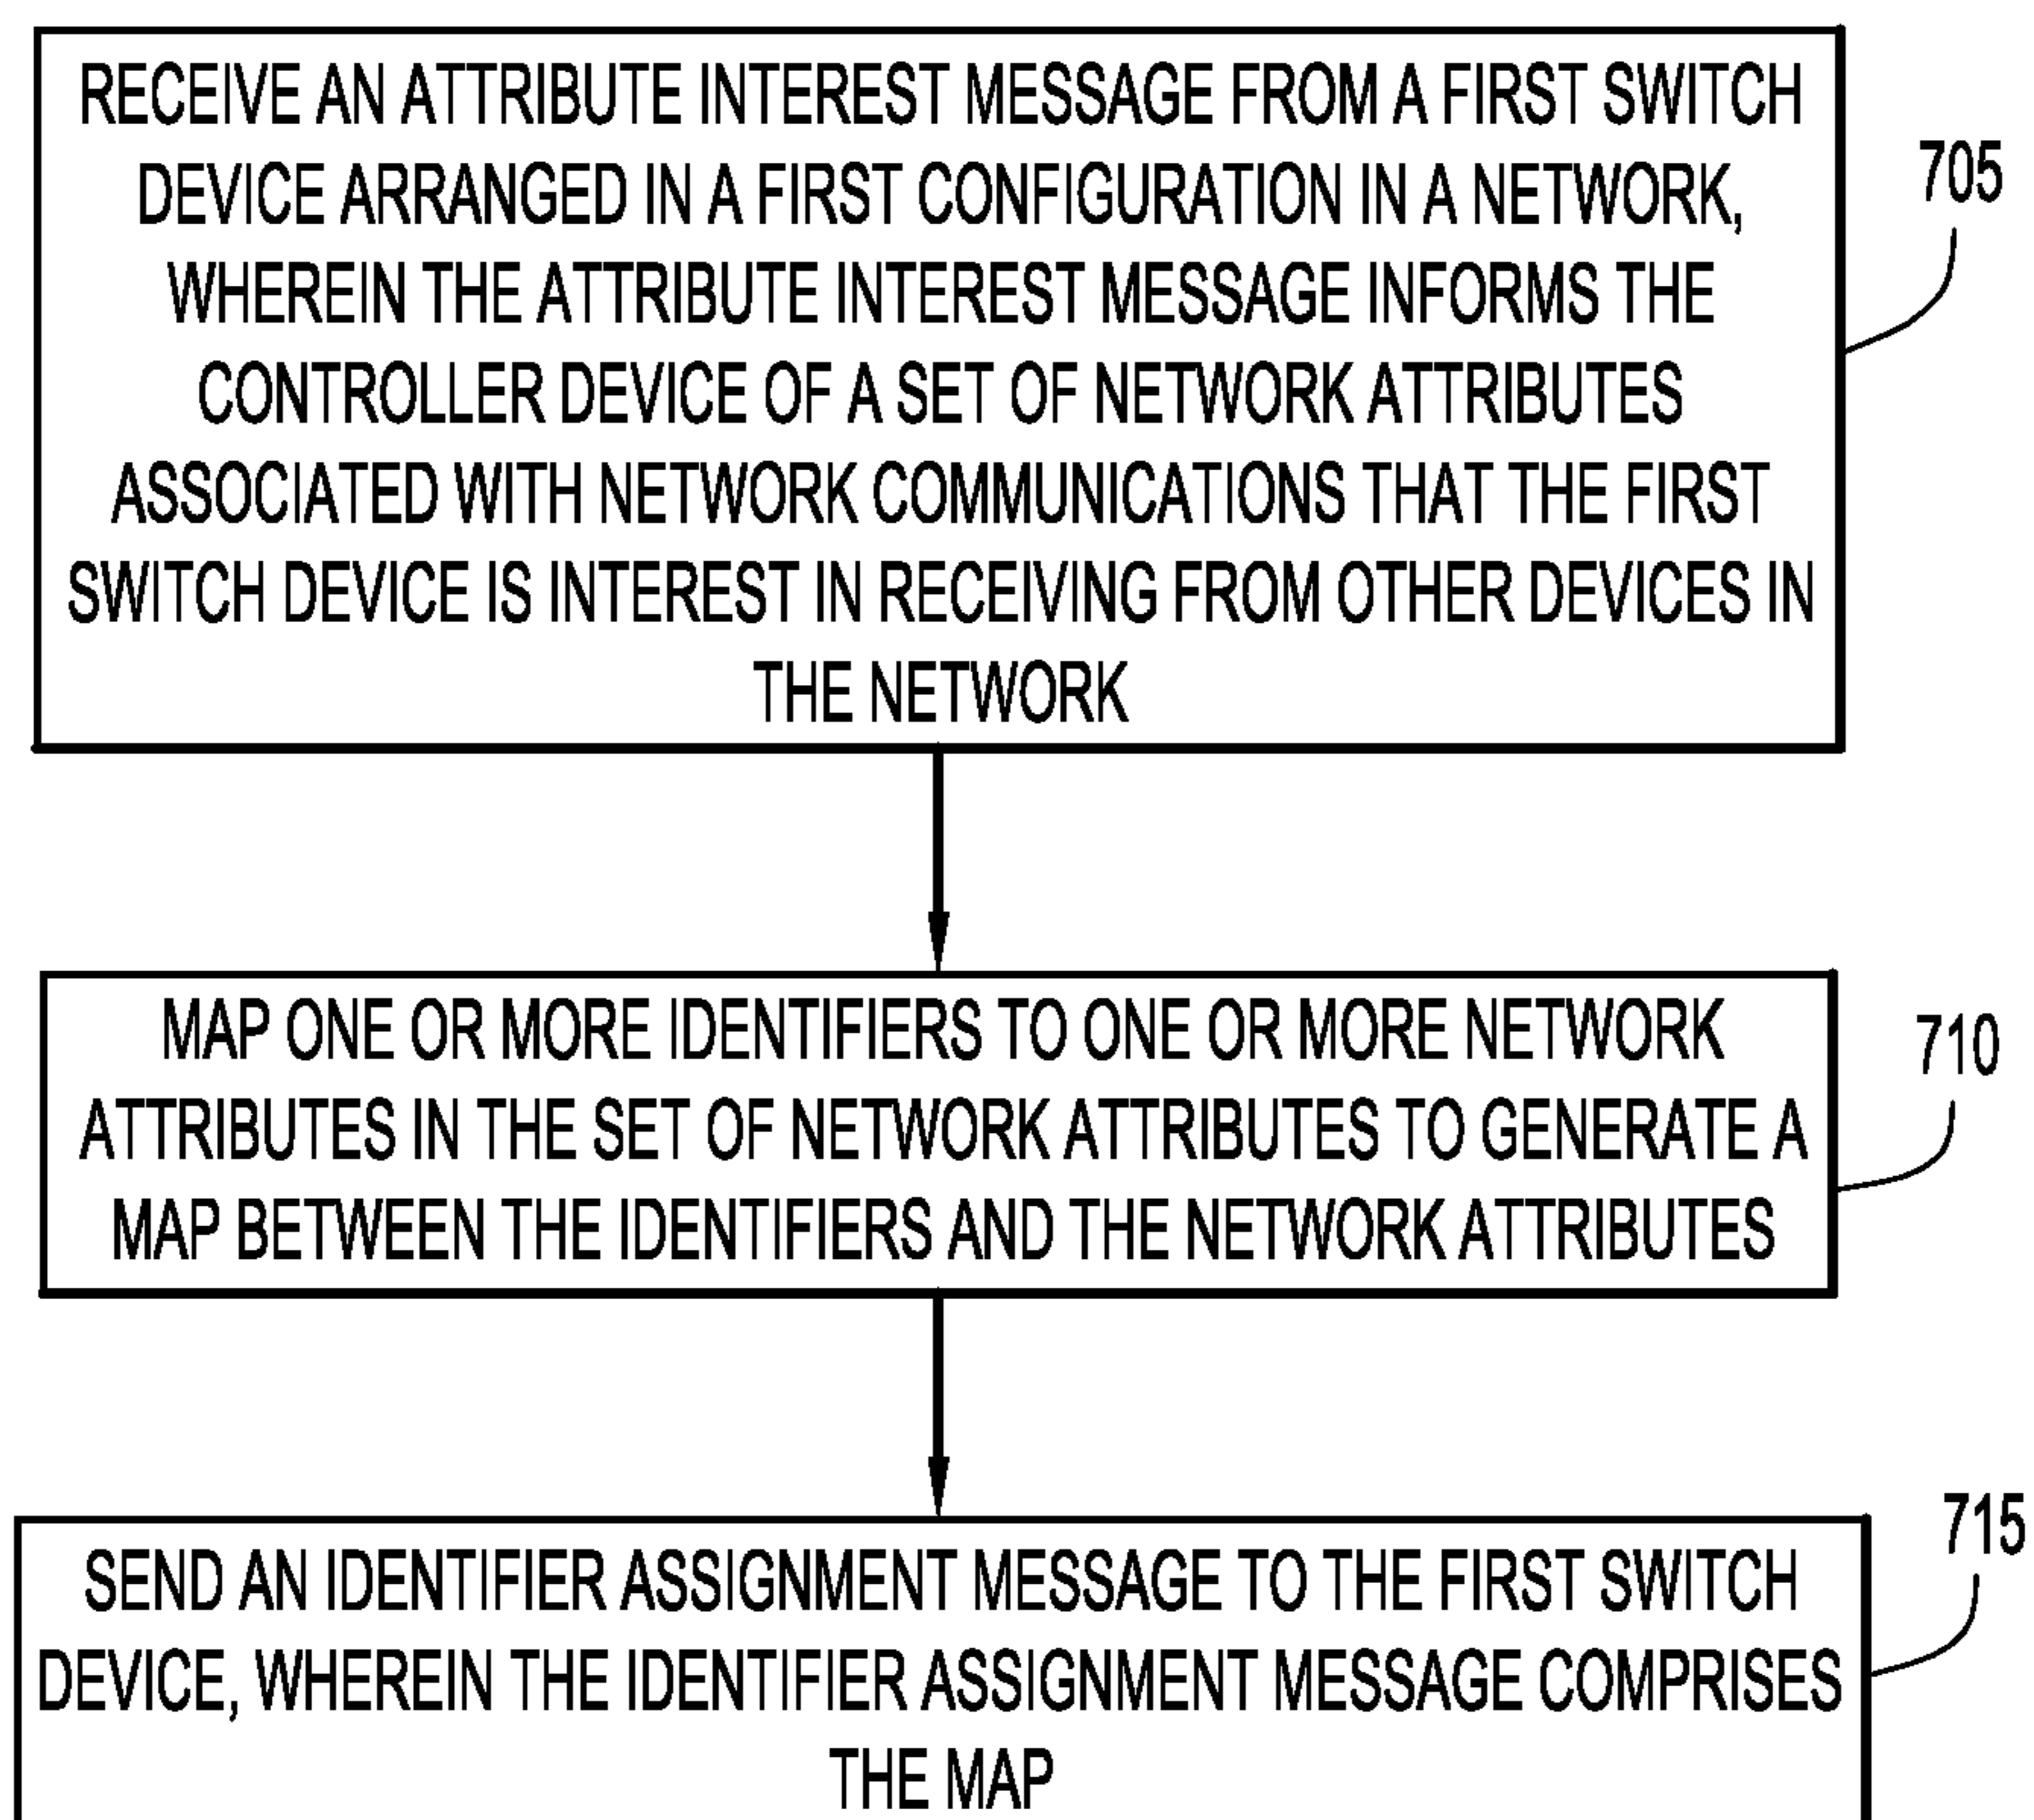 RECEIVE AN ATTRIBUTE INTEREST MESSAGE FROM A FIRST SWITCH
DEVICE ARRANGED IN A FIRST CONFIGURATION IN A NETWORK,
WHEREIN THE ATTRIBUTE INTEREST MESSAGE INFORMS THE
CONTROLLER DEVICE OF A SET OF NETWORK ATTRIBUTES
ASSOCIATED WITH NETWORK COMMUNICATIONS THAT THE FIRST
SWITCH DEVICE IS INTEREST IN RECEIVING FROM OTHER DEVICES IN
THE NETWORK
705
MAP ONE OR MORE IDENTIFIERS TO ONE OR MORE NETWORK
ATTRIBUTES IN THE SET OF NETWORK ATTRIBUTES TO GENERATE A
MAP BETWEEN THE IDENTIFIERS AND THE NETWORK ATTRIBUTES
710
SEND AN IDENTIFIER ASSIGNMENT MESSAGE TO THE FIRST SWITCH
DEVICE, WHEREIN THE IDENTIFIER ASSIGNMENT MESSAGE COMPRISES
THE MAP
715